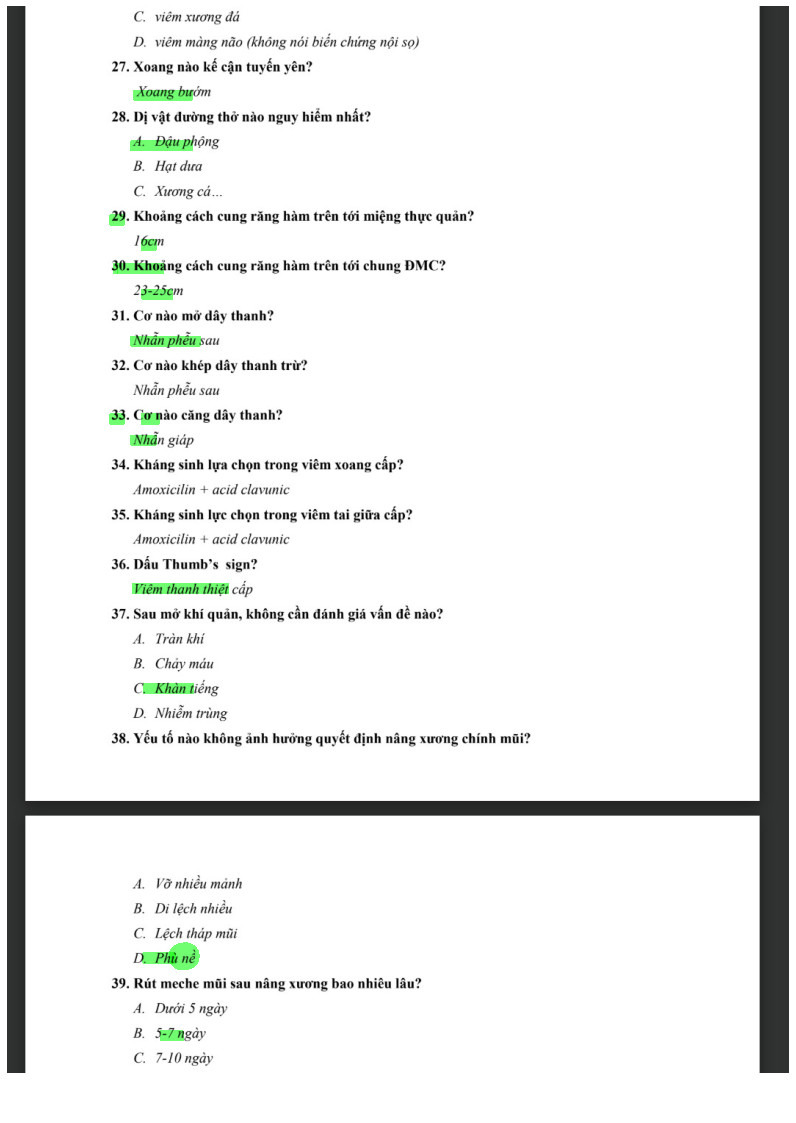 C. viêm xương đá
D. viêm màng não (không nói biến chứng nội sọ)
27. Xoang nào kế cận tuyến yên?
Xoang bướm
28. Dị vật đường thở nào nguy hiểm nhất?
A. Đậu phộng
B. Hạt dưa
C. Xương cá…
29. Khoảng cách cung răng hàm trên tới miệng thực quản?
16cm
30. Khoảng cách cung răng hàm trên tới chung ĐMC?
23-25cm
31. Cơ nào mở dây thanh?
Nhẫn phễu sau
32. Cơ nào khép dây thanh trừ?
Nhẫn phễu sau
33. Cơ nào căng dây thanh?
Nhẫn giáp
34. Kháng sinh lựa chọn trong viêm xoang cấp?
Amoxicilin + acid clavunic
35. Kháng sinh lực chọn trong viêm tai giữa cấp?
Amoxicilin + acid clavunic
36. Dấu Thumb’s sign?
Viêm thanh thiệt cấp
37. Sau mở khí quản, không cần đánh giá vấn đề nào?
A. Tràn khí
B. Chảy máu
C. Khàn tiếng
D. Nhiễm trùng
38. Yếu tố nào không ảnh hưởng quyết định nâng xương chính mũi?
A. Vỡ nhiều mảnh
B. Di lệch nhiều
C. Lệch tháp mũi
D. Phù nề
39. Rút meche mũi sau nâng xương bao nhiêu lâu?
A. Dưới 5 ngày
B. 5-7 ngày
C. 7-10 ngày